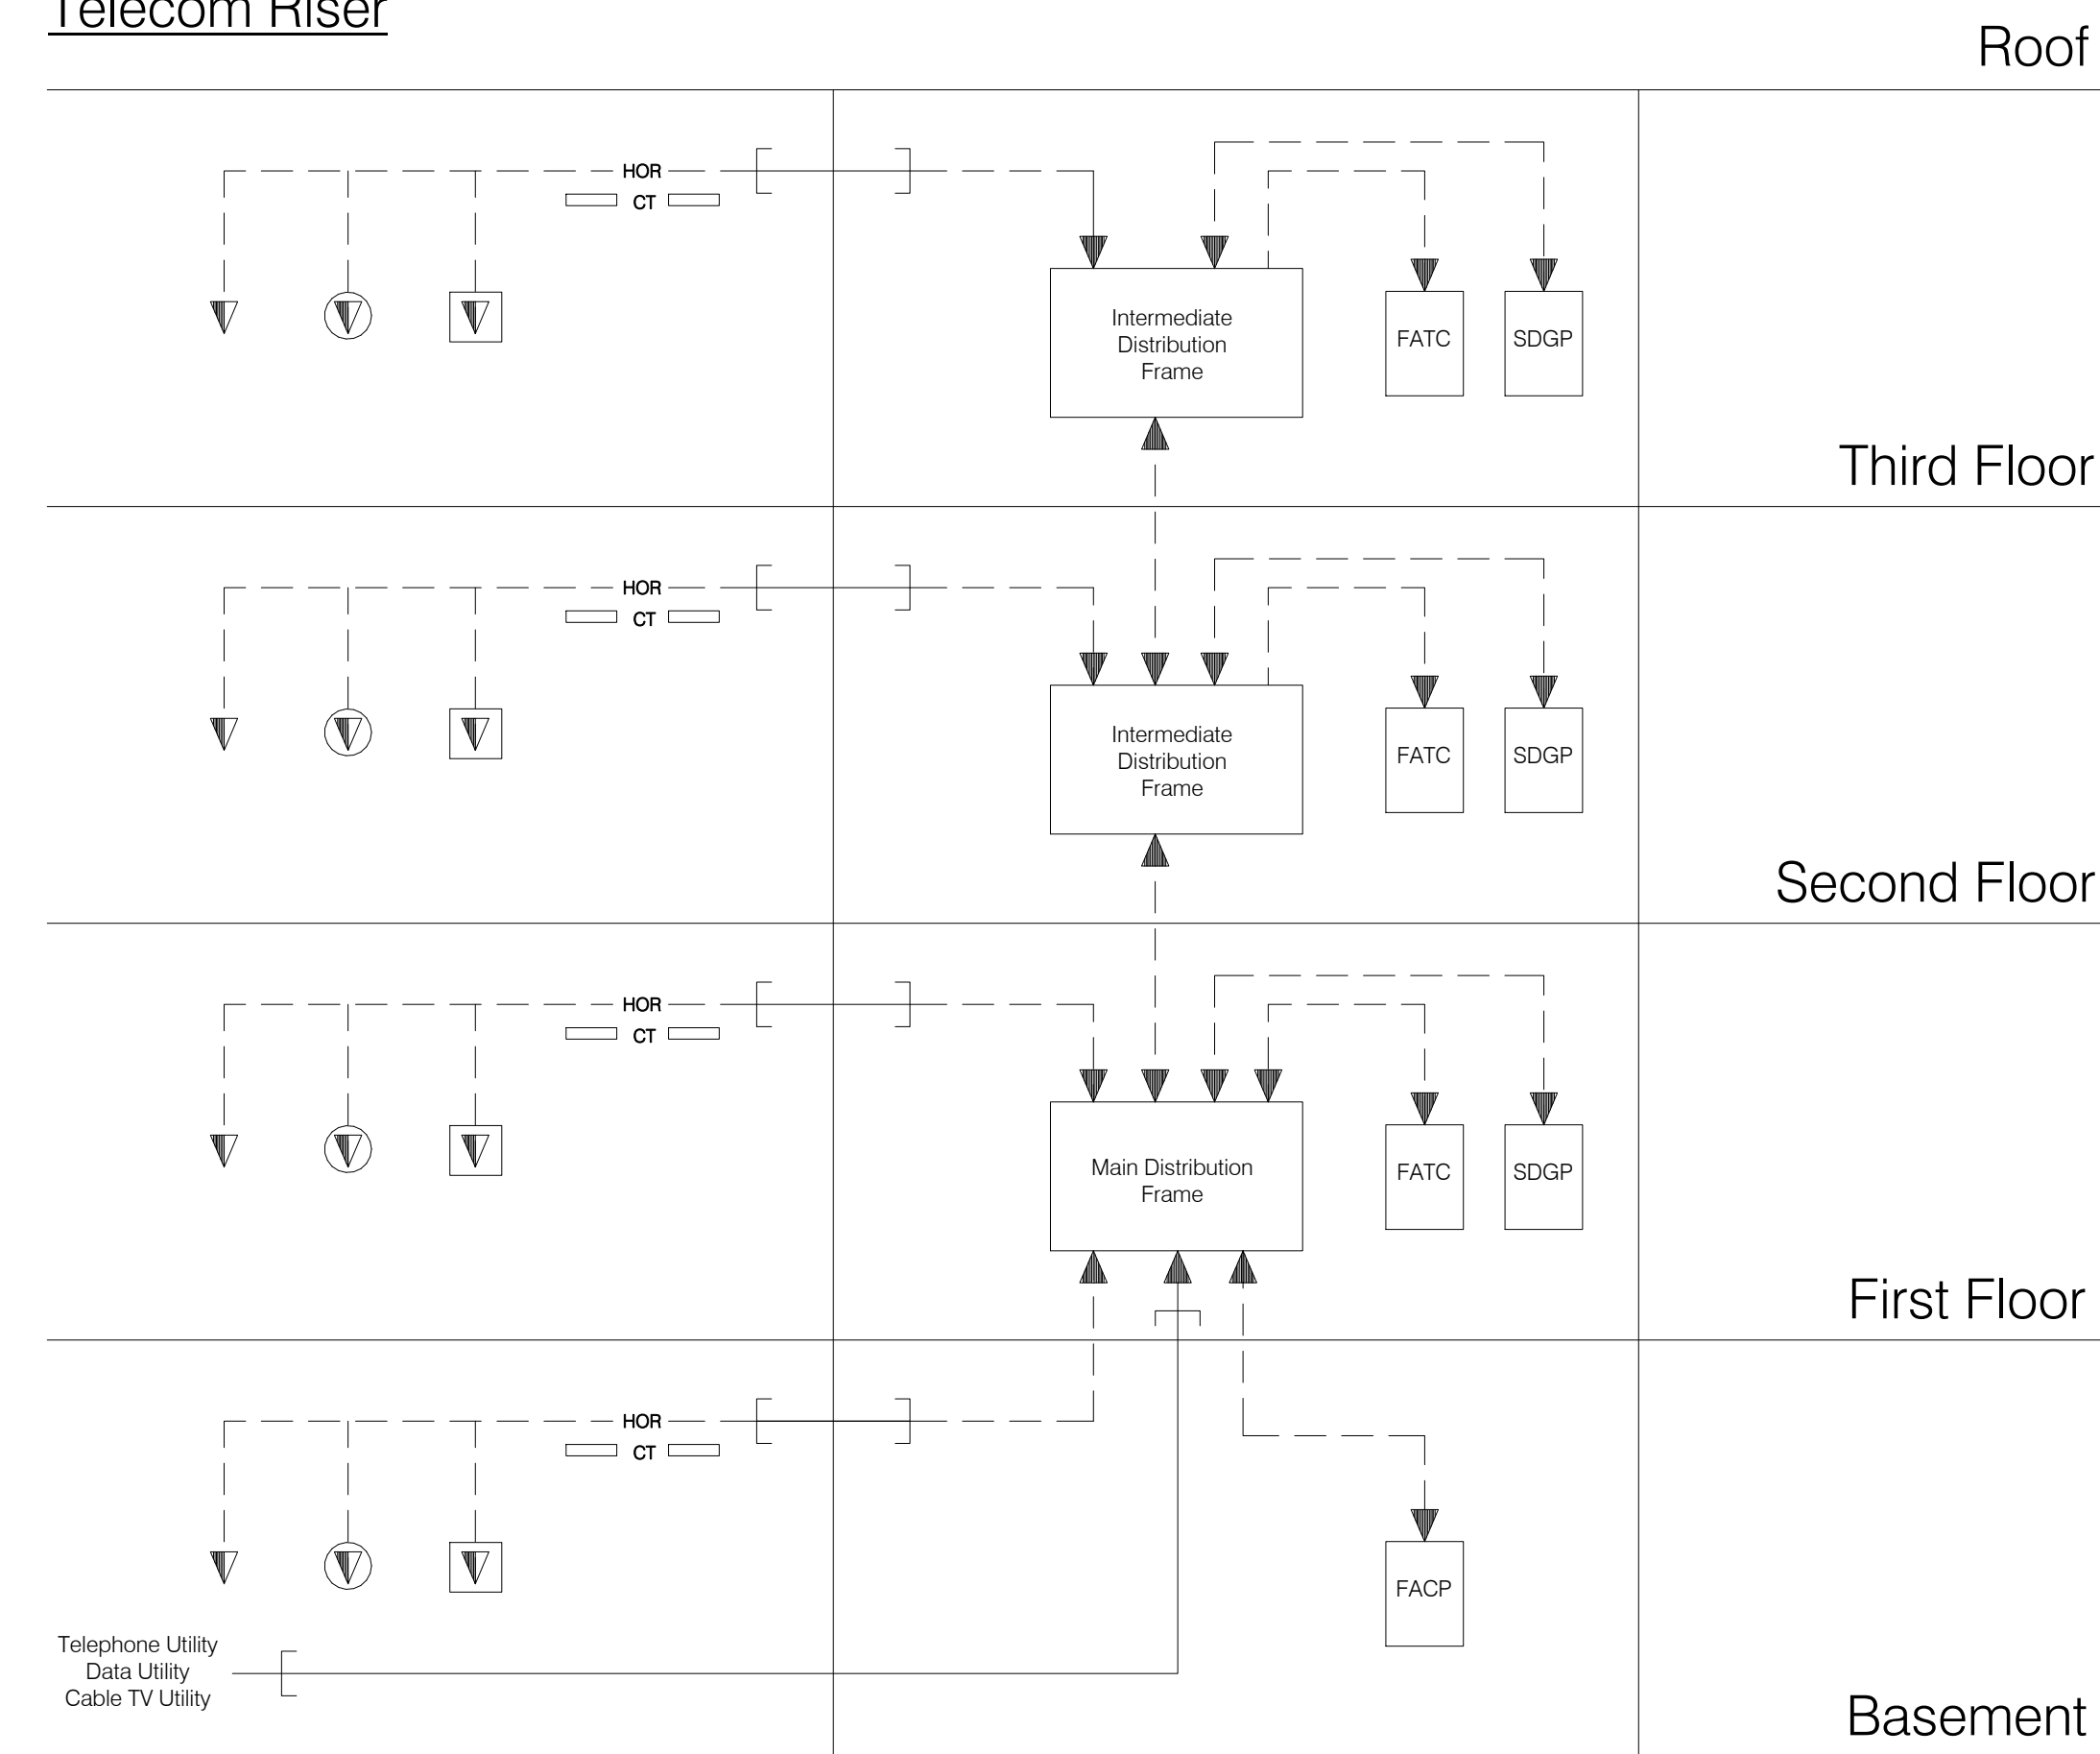 Telecom Riser
Roof
HOR
CT
Intermediate
Distribution
Frame
FATC
SDGP
Third Floor
HOR
CT
Intermediate
Distribution
Frame
FATC
SDGP
Second Floor
HOR
CT
Main Distribution
Frame
FATC
SDGP
First Floor
HOR
CT
FACP
Telephone Utility
Data Utility
Cable TV Utility
Basement